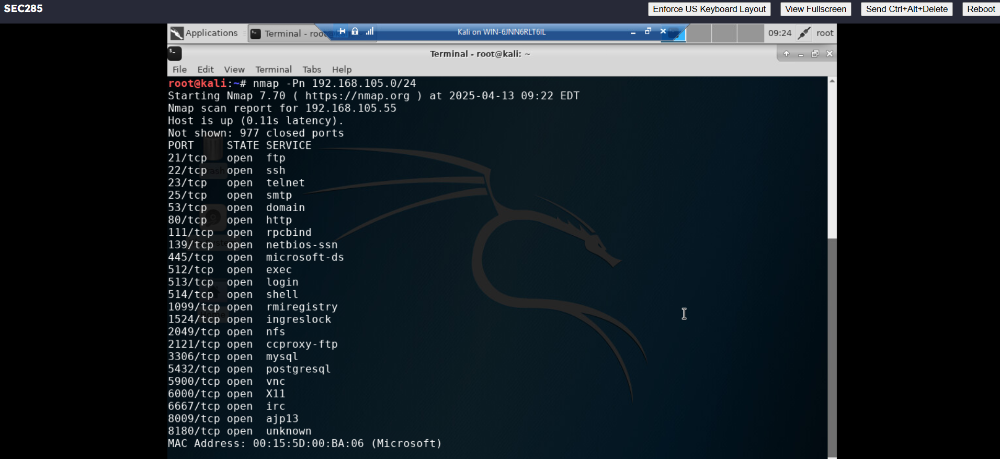 SEC285
Enforce US Keyboard Layout View Fullscreen Send Ctrl+Alt+Delete Reboot
Applications Terminal - root@ Kali on WIN-6JNN6RLT6IL 09:24 root
Terminal - root@kali: ~
File Edit View Terminal Tabs Help
root@kali:~# nmap -Pn 192.168.105.0/24
Starting Nmap 7.70 ( https://nmap.org ) at 2025-04-13 09:22 EDT
Nmap scan report for 192.168.105.55
Host is up (0.11s latency).
Not shown: 977 closed ports
PORT     STATE SERVICE
21/tcp   open  ftp
22/tcp   open  ssh
23/tcp   open  telnet
25/tcp   open  smtp
53/tcp   open  domain
80/tcp   open  http
111/tcp  open  rpcbind
139/tcp  open  netbios-ssn
445/tcp  open  microsoft-ds
512/tcp  open  exec
513/tcp  open  login
514/tcp  open  shell
1099/tcp open  rmiregistry
1524/tcp open  ingreslock
2049/tcp open  nfs
2121/tcp open  ccproxy-ftp
3306/tcp open  mysql
5432/tcp open  postgresql
5900/tcp open  vnc
6000/tcp open  X11
6667/tcp open  irc
8009/tcp open  ajp13
8180/tcp open  unknown
MAC Address: 00:15:5D:00:BA:06 (Microsoft)